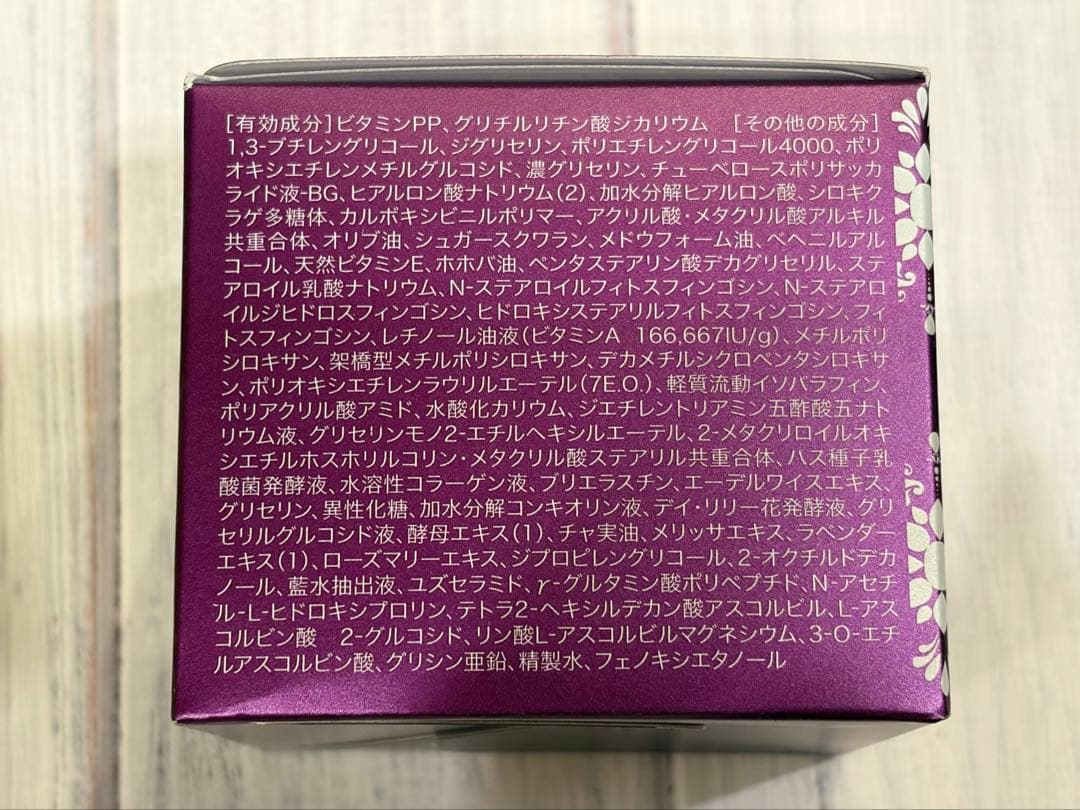 [有効成分]ビタミンPP、グリチルリチン酸ジカリウム [その他の成分]
1,3-ブチレングリコール、ジグリセリン、ポリエチレングリコール4000、ポリ
オキシエチレンメチルグルコシド、濃グリセリン、チューベロースポリサッカ
ライド液-BG、ヒアルロン酸ナトリウム(2)、加水分解ヒアルロン酸、シロキク
ラゲ多糖体、カルボキシビニルポリマー、アクリル酸・メタクリル酸アルキル
共重合体、オリブ油、シュガースクワラン、メドウフォーム油、ベヘニルアル
コール、天然ビタミンE、ホホバ油、ペンタステアリン酸デカグリセリル、ステ
アロイル乳酸ナトリウム、N-ステアロイルフィトスフィンゴシン、N-ステアロ
イルジヒドロスフィンゴシン、ヒドロキシステアリルフィトスフィンゴシン、フィ
トスフィンゴシン、レチノール油液(ビタミンA 166,667IU/g)、メチルポリ
シロキサン、架橋型メチルポリシロキサン、デカメチルシクロペンタシロキサ
ン、ポリオキシエチレンラウリルエーテル(7E.O.)、軽質流動イソパラフィン、
ポリアクリル酸アミド、水酸化カリウム、ジエチレントリアミン五酢酸五ナト
リウム液、グリセリンモノ2-エチルヘキシルエーテル、2-メタクリロイルオキ
シエチルホスホリルコリン・メタクリル酸ステアリル共重合体、ハス種子乳
酸菌発酵液、水溶性コラーゲン液、プリエラスチン、エーデルワイスエキス、
グリセリン、異性化糖、加水分解コンキオリン液、デイ・リリー花発酵液、グリ
セリルグルコシド液、酵母エキス(1)、チャ実油、メリッサエキス、ラベンダー
エキス(1)、ローズマリーエキス、ジプロピレングリコール、2-オクチルドデカ
ノール、藍水抽出液、ユズセラミド、γ-グルタミン酸ポリペプチド、N-アセチ
ル-L-ヒドロキシプロリン、テトラ2-ヘキシルデカン酸アスコルビル、L-アス
コルビン酸 2-グルコシド、リン酸L-アスコルビルマグネシウム、3-O-エチ
ルアスコルビン酸、グリシン亜鉛、精製水、フェノキシエタノール